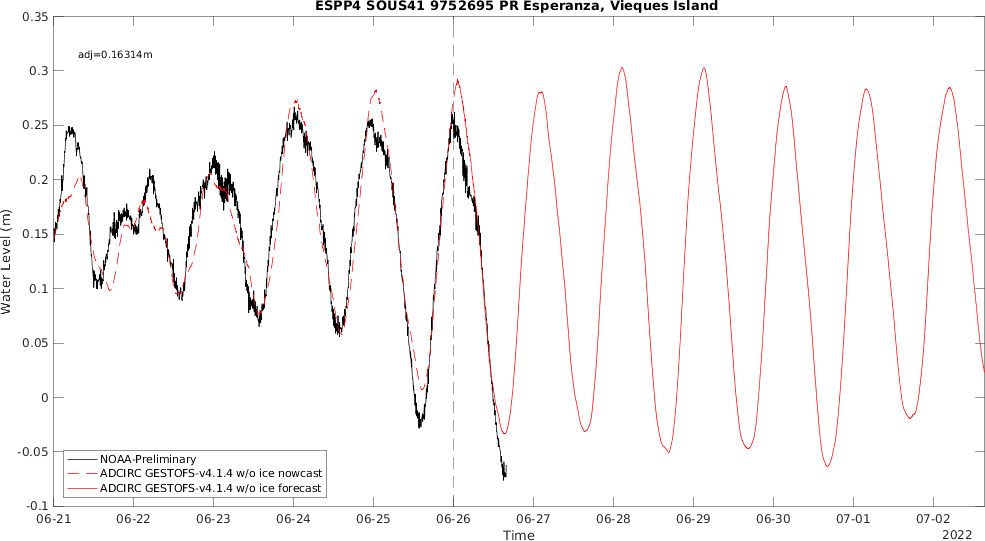 ESPP4 SOUS41 9752695 PR Esperanza, Vieques Island
0.35
adj=0.16314m
0.3
0.25
0.2
0.15
0.1
0.05
0
-0.05
-0.1
Water Level (m)
NOAA-Preliminary
ADCIRC GESTOFS-v4.1.4 w/o ice nowcast
ADCIRC GESTOFS-v4.1.4 w/o ice forecast
06-21 06-22 06-23 06-24 06-25 06-26 06-27 06-28 06-29 06-30 07-01 07-02
Time
2022